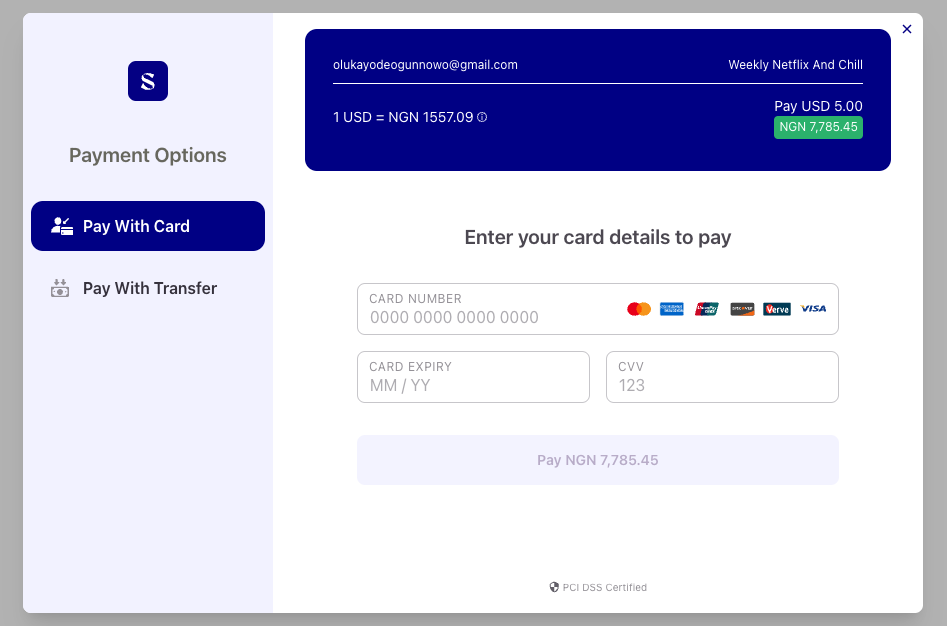 S
Payment Options
Pay With Card
Pay With Transfer
olukayodeogunnowo@gmail.com
Weekly Netflix And Chill
1 USD = NGN 1557.09
Pay USD 5.00
NGN 7,785.45
Enter your card details to pay
CARD NUMBER
0000 0000 0000 0000
DISCOVER
Verve
VISA
CARD EXPIRY
MM / YY
CVV
123
Pay NGN 7,785.45
PCI DSS Certified